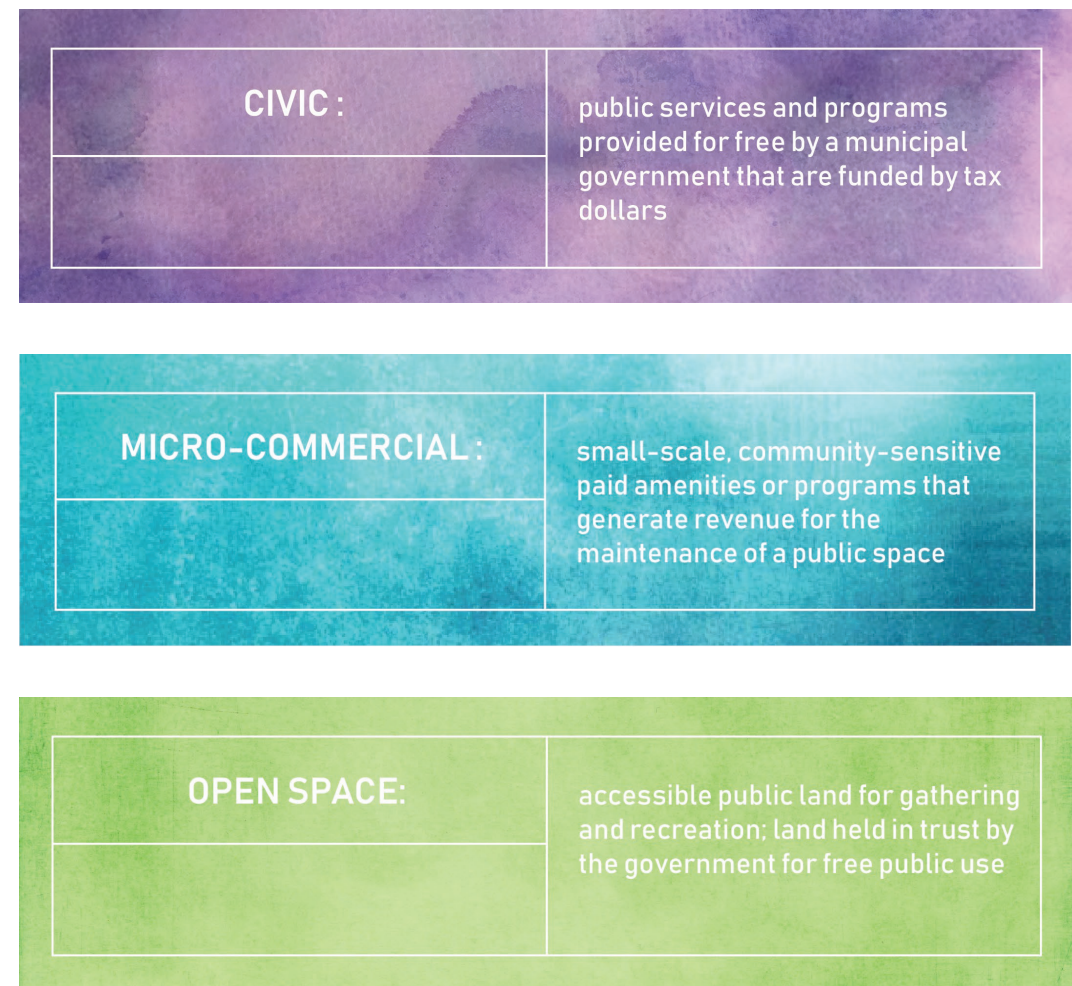 CIVIC :
public services and programs
provided for free by a municipal
government that are funded by tax
dollars
MICRO-COMMERCIAL :
small-scale, community-sensitive
paid amenities or programs that
generate revenue for the
maintenance of a public space
OPEN SPACE:
accessible public land for gathering
and recreation; land held in trust by
the government for free public use